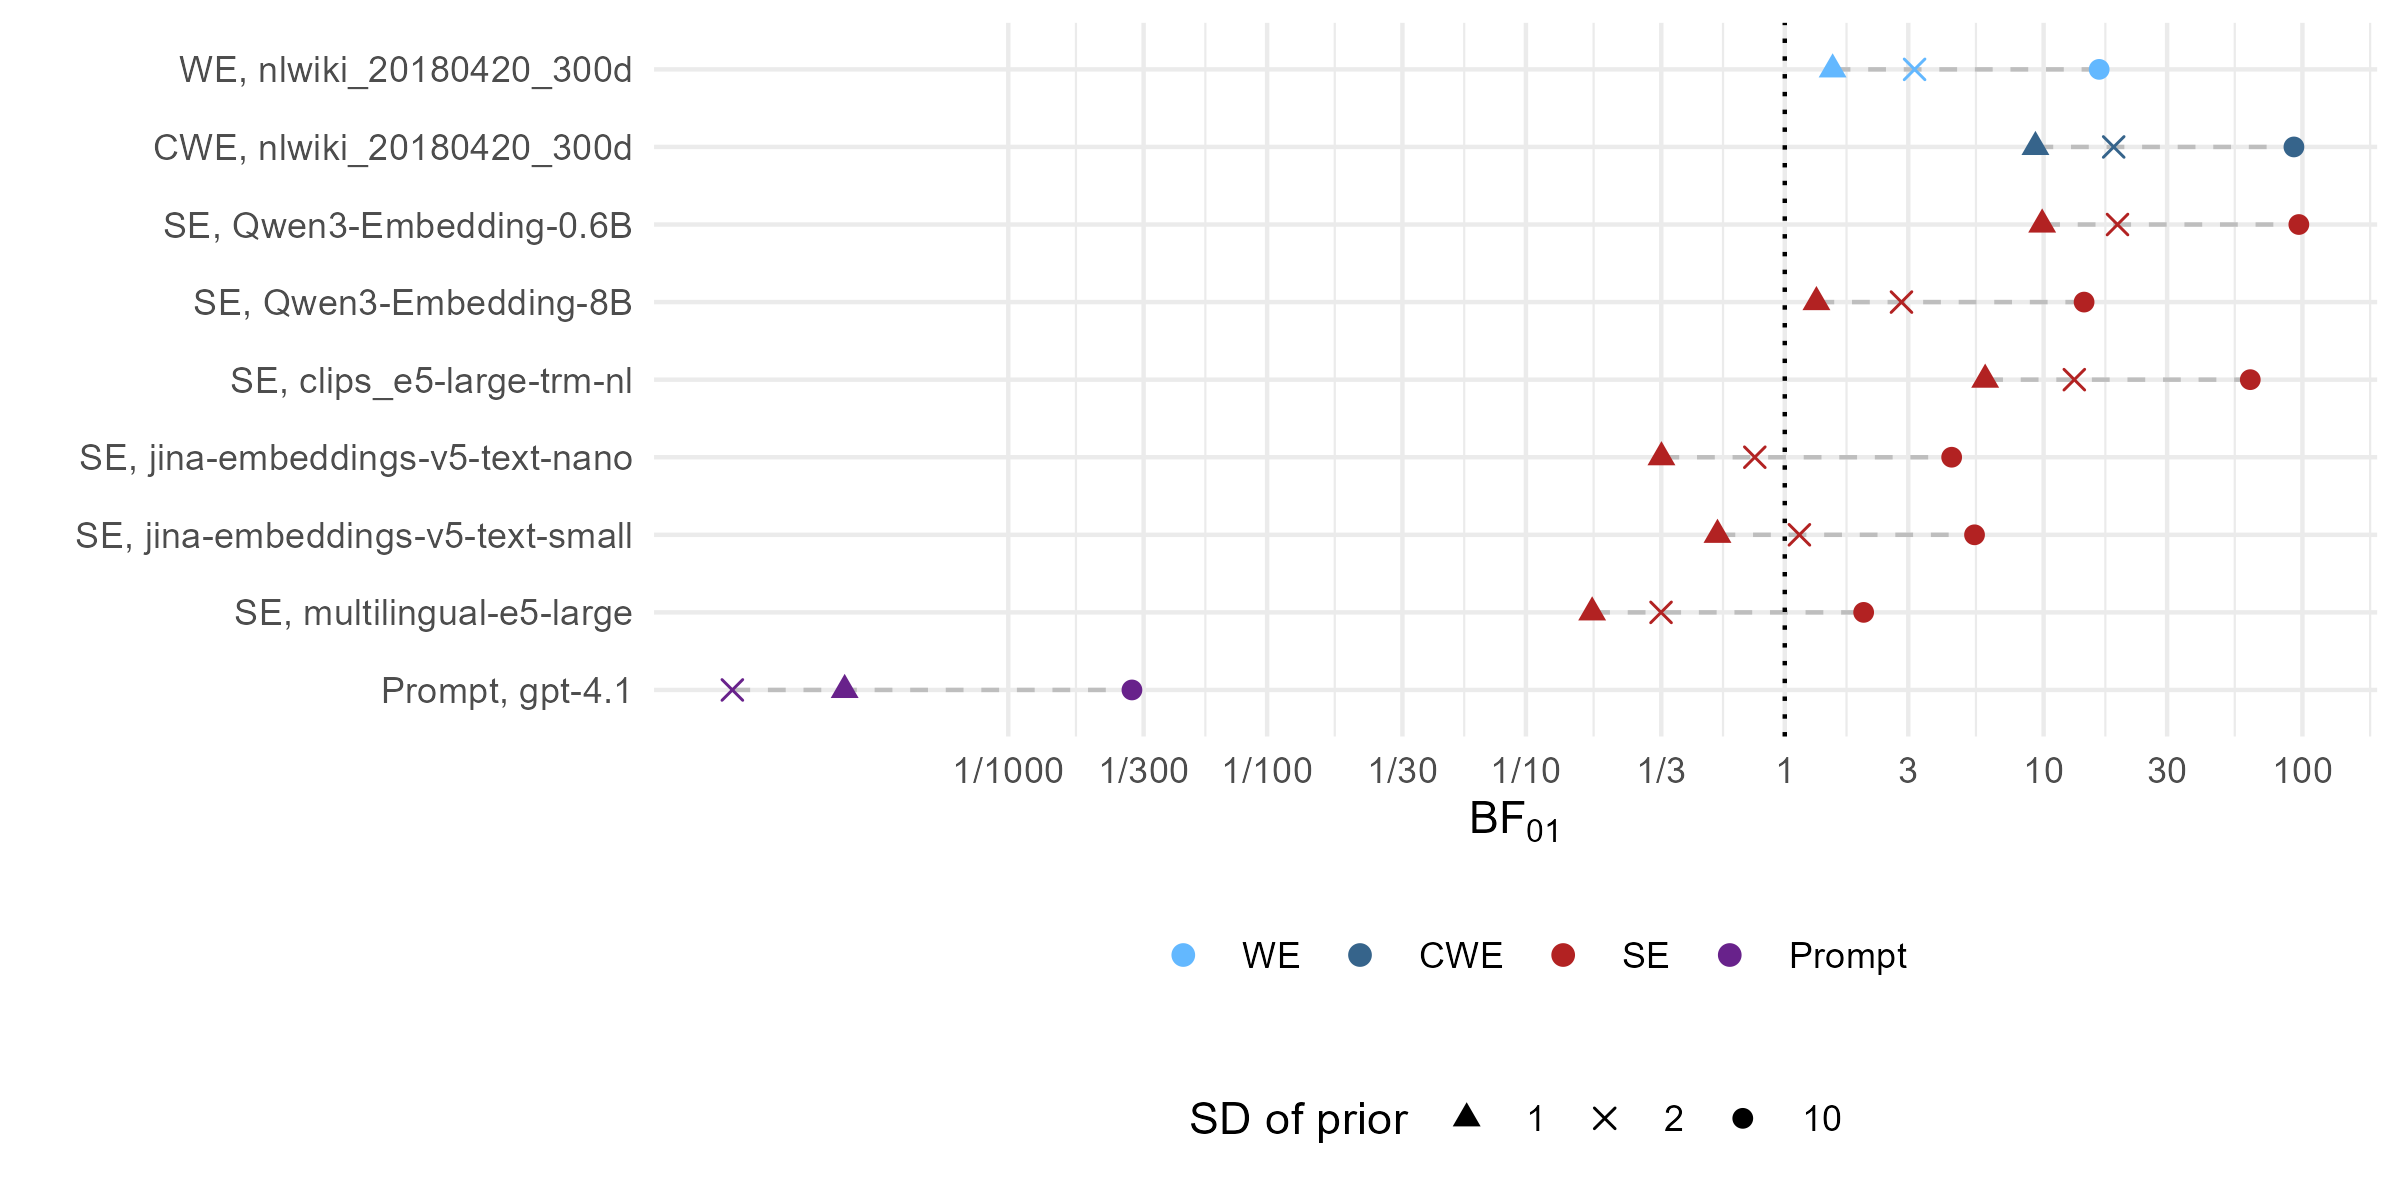 WE, nlwiki_20180420_300d
CWE, nlwiki_20180420_300d
SE, Qwen3-Embedding-0.6B
SE, Qwen3-Embedding-8B
SE, clips_e5-large-trm-nl
SE, jina-embeddings-v5-text-nano
SE, jina-embeddings-v5-text-small
SE, multilingual-e5-large
Prompt, gpt-4.1
1/1000 1/300 1/100 1/30 1/10 1/3 1 3 10 30 100
BF01
WE CWE SE Prompt
SD of prior 1 2 10